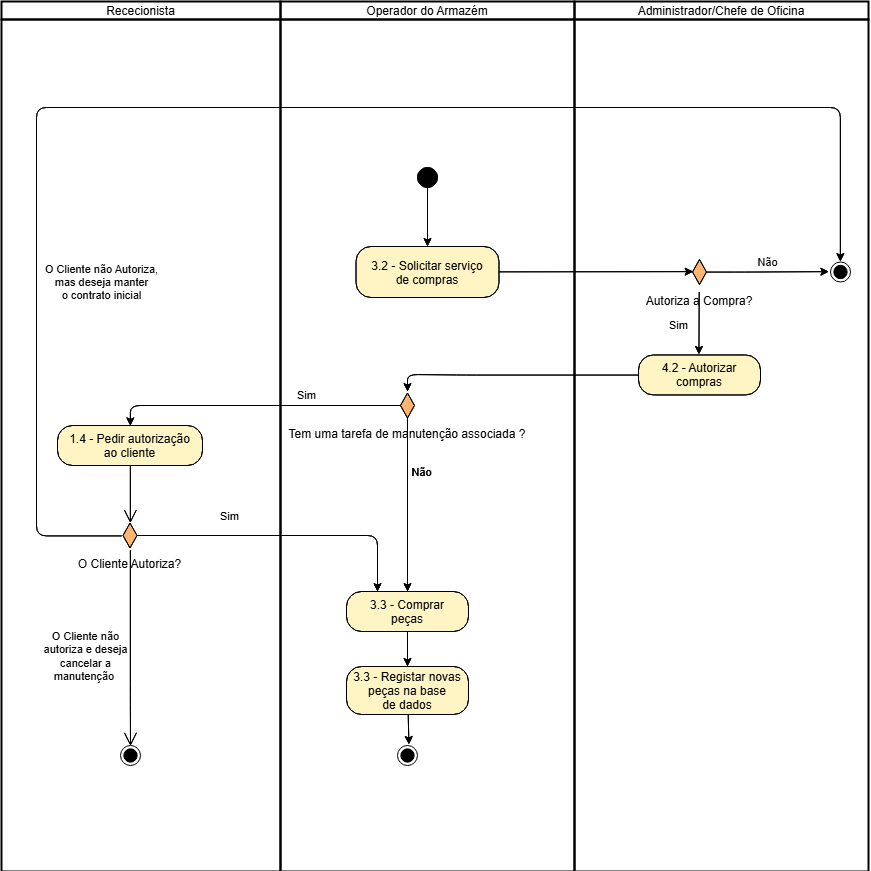 Rececionista
Operador do Armazém
Administrador/Chefe de Oficina
O Cliente não Autoriza,
mas deseja manter
o contrato inicial
3.2 - Solicitar serviço
de compras
Não
Autoriza a Compra?
Sim
4.2 - Autorizar
compras
Sim
Tem uma tarefa de manutenção associada ?
1.4 - Pedir autorização
ao cliente
Não
Sim
O Cliente Autoriza?
3.3 - Comprar
peças
O Cliente não
autoriza e deseja
cancelar a
manutenção
3.3 - Registar novas
peças na base
de dados